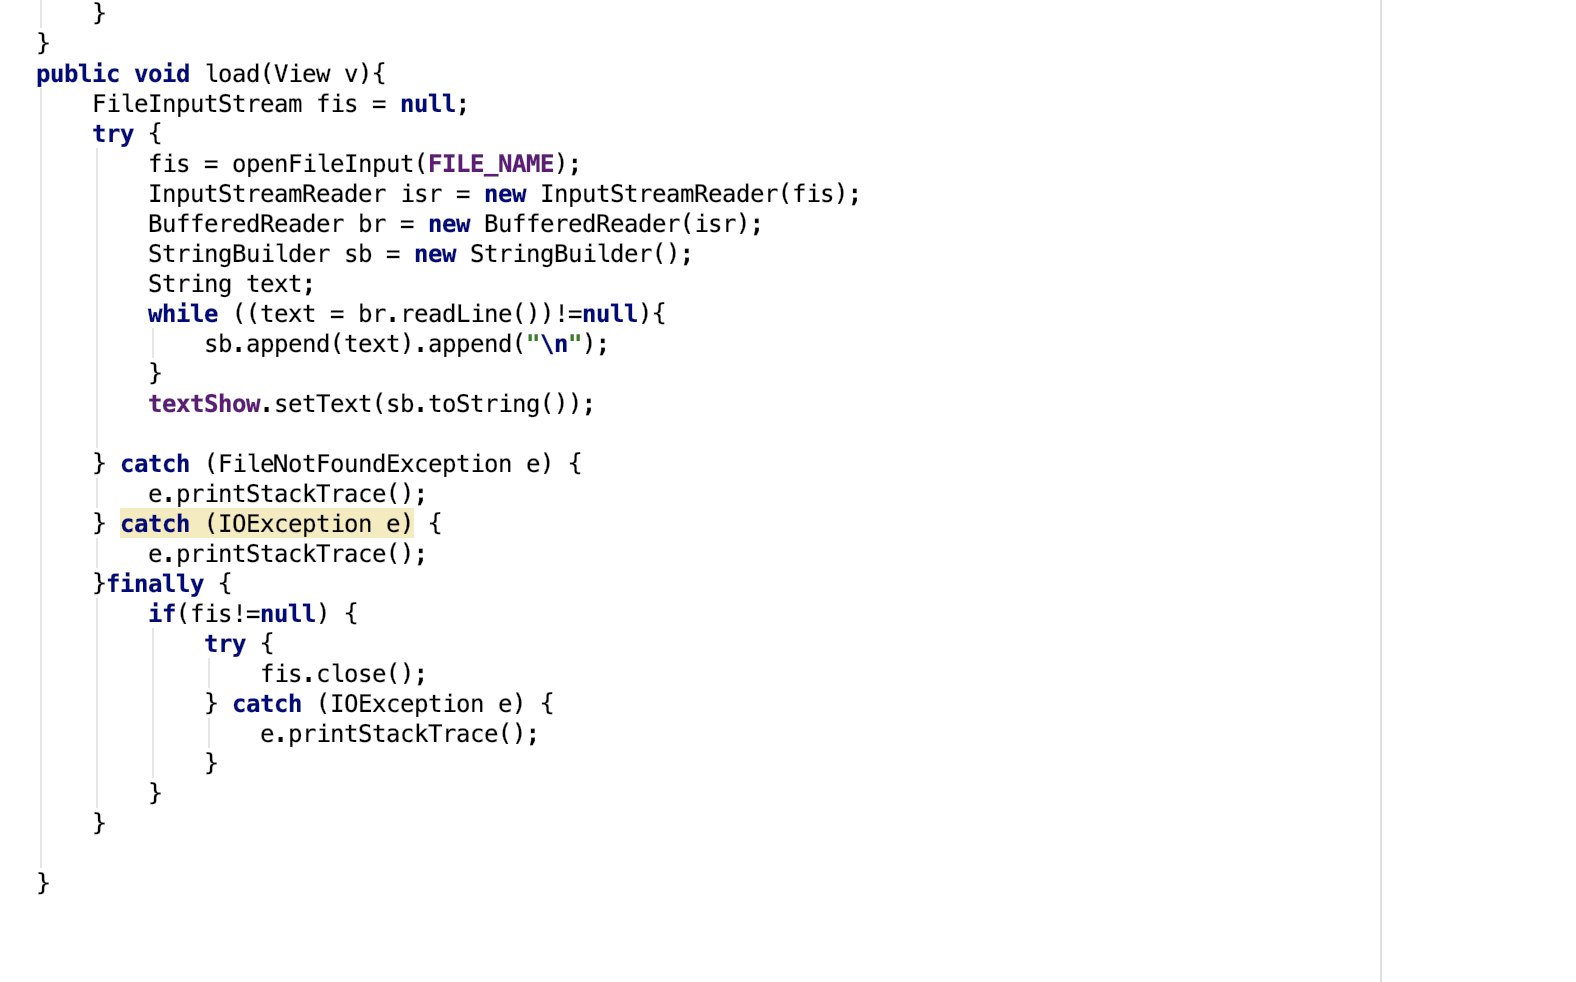 }
    }
    public void load(View v){
        FileInputStream fis = null;
        try {
            fis = openFileInput(FILE_NAME);
            InputStreamReader isr = new InputStreamReader(fis);
            BufferedReader br = new BufferedReader(isr);
            StringBuilder sb = new StringBuilder();
            String text;
            while ((text = br.readLine())!=null){
                sb.append(text).append("\n");
            }
            textShow.setText(sb.toString());

        } catch (FileNotFoundException e) {
            e.printStackTrace();
        } catch (IOException e) {
            e.printStackTrace();
        }finally {
            if(fis!=null) {
                try {
                    fis.close();
                } catch (IOException e) {
                    e.printStackTrace();
                }
            }
        }

    }